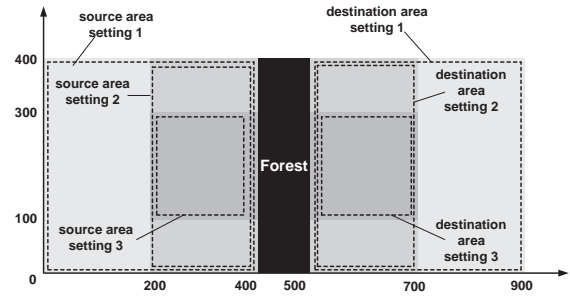 source area
setting 1
destination area
setting 1
400
source area
setting 2
destination
area
setting 2
300
Forest
100
source area
setting 3
destination
area
setting 3
0
200
400
500
700
900